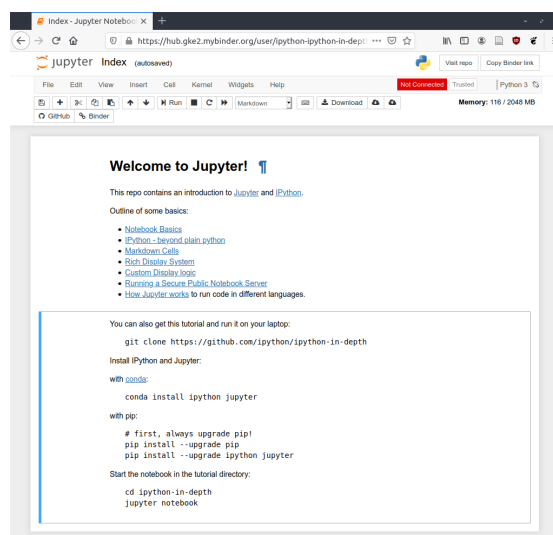 Index - Jupyter Noteboo
https://hub.gke2.mybinder.org/user/ipython-ipython-in-dept
jupyter Index (autosaved)
Visit repo Copy Binder link
File Edit View Insert Cell Kernel Widgets Help Not Connected Trusted Python 3
Run Markdown Download Memory: 116 / 2048 MB
GitHub Binder
Welcome to Jupyter! ¶
This repo contains an introduction to Jupyter and IPython.
Outline of some basics:
• Notebook Basics
• IPython - beyond plain python
• Markdown Cells
• Rich Display System
• Custom Display logic
• Running a Secure Public Notebook Server
• How Jupyter works to run code in different languages.
You can also get this tutorial and run it on your laptop:
git clone https://github.com/ipython/ipython-in-depth
Install IPython and Jupyter:
with conda:
conda install ipython jupyter
with pip:
# first, always upgrade pip!
pip install --upgrade pip
pip install --upgrade ipython jupyter
Start the notebook in the tutorial directory:
cd ipython-in-depth
jupyter notebook